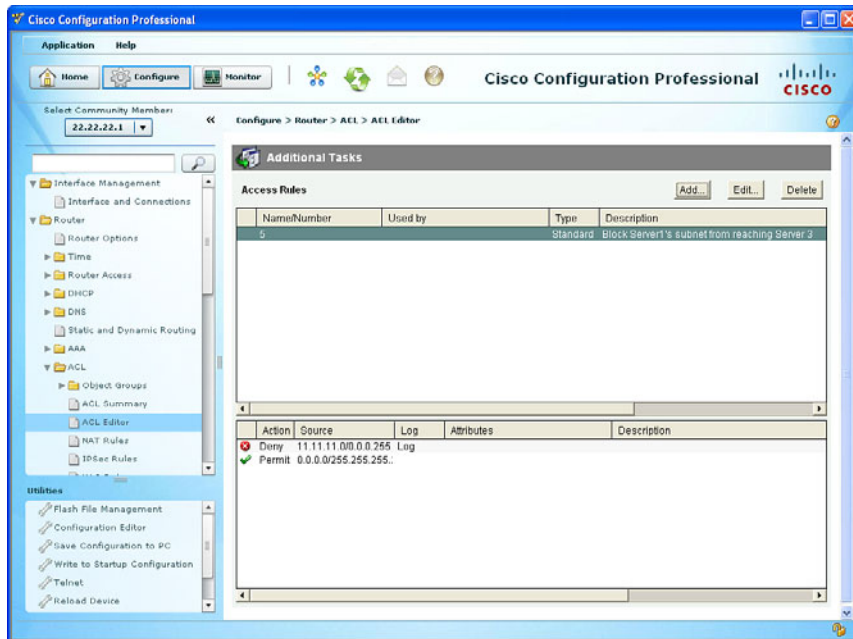 Cisco Configuration Professional
Application Help
Home Configure Monitor Cisco Configuration Professional CISCO
Select Community Member:
22.22.22.1
Configure > Router > ACL > ACL Editor
Interface Management
Interface and Connections
Router
Router Options
Time
Router Access
DHCP
DNS
Static and Dynamic Routing
AAA
ACL
Object Groups
ACL Summary
ACL Editor
NAT Rules
IPSec Rules
Utilities
Flash File Management
Configuration Editor
Save Configuration to PC
Write to Startup Configuration
Telnet
Reload Device
Additional Tasks
Access Rules Add... Edit... Delete
Name/Number Used by Type Description
5 Standard Block Server1's subnet from reaching Server 3
Action Source Log Attributes Description
Deny 11.11.11.0/0.0.0.255 Log
Permit 0.0.0.0/255.255.255.: